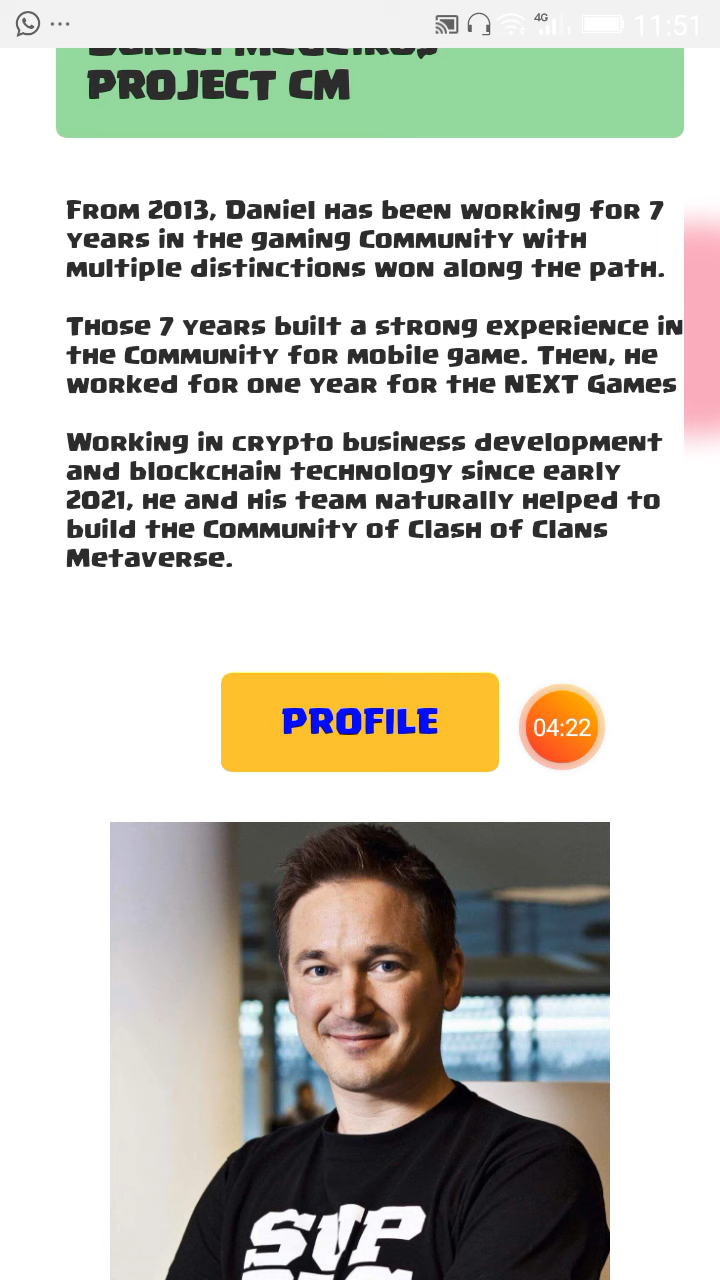 4G 11:51
PROJECT CM
From 2013, Daniel has been working for 7
years in the gaming Community with
multiple distinctions won along the path.
Those 7 years built a strong experience in
the Community for mobile game. Then, he
worked for one year for the NEXT Games
Working in crypto business development
and blockchain technology since early
2021, he and his team naturally helped to
build the Community of Clash of Clans
Metaverse.
PROFILE
04:22
SUP